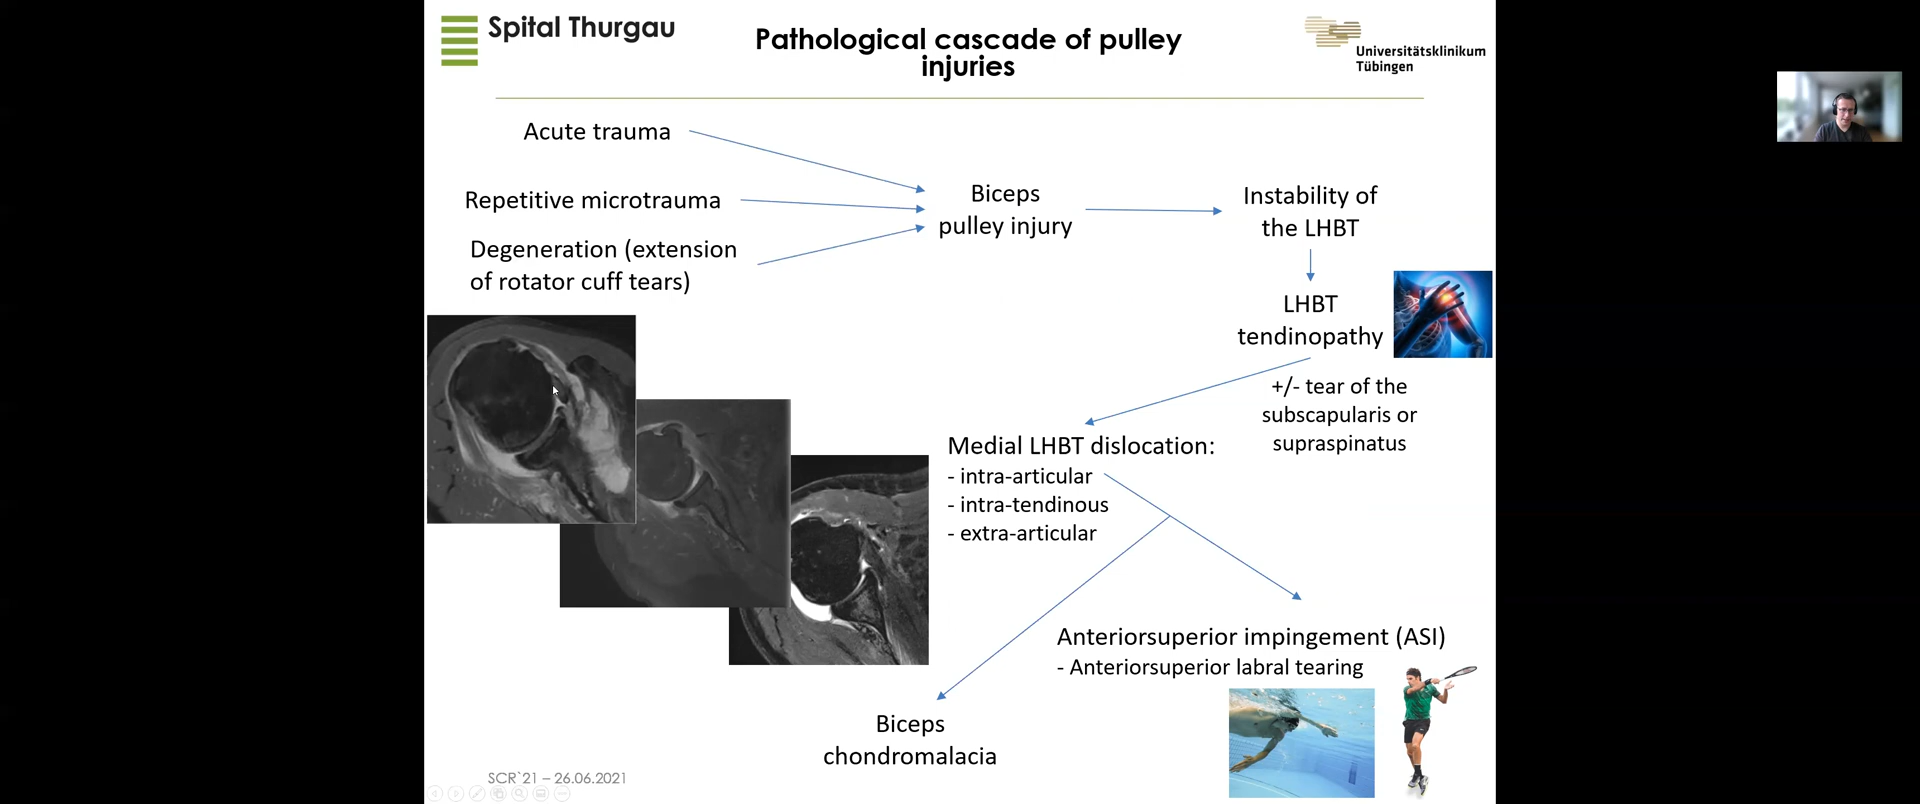 Spital Thurgau
Pathological cascade of pulley
injuries
Universitätsklinikum
Tübingen
Acute trauma
Repetitive microtrauma
Degeneration (extension
of rotator cuff tears)
Biceps
pulley injury
Instability of
the LHBT
LHBT
tendinopathy
+/- tear of the
subscapularis or
supraspinatus
Medial LHBT dislocation:
- intra-articular
- intra-tendinous
- extra-articular
Anteriorsuperior impingement (ASI)
- Anteriorsuperior labral tearing
Biceps
chondromalacia
SCR`21 – 26.06.2021